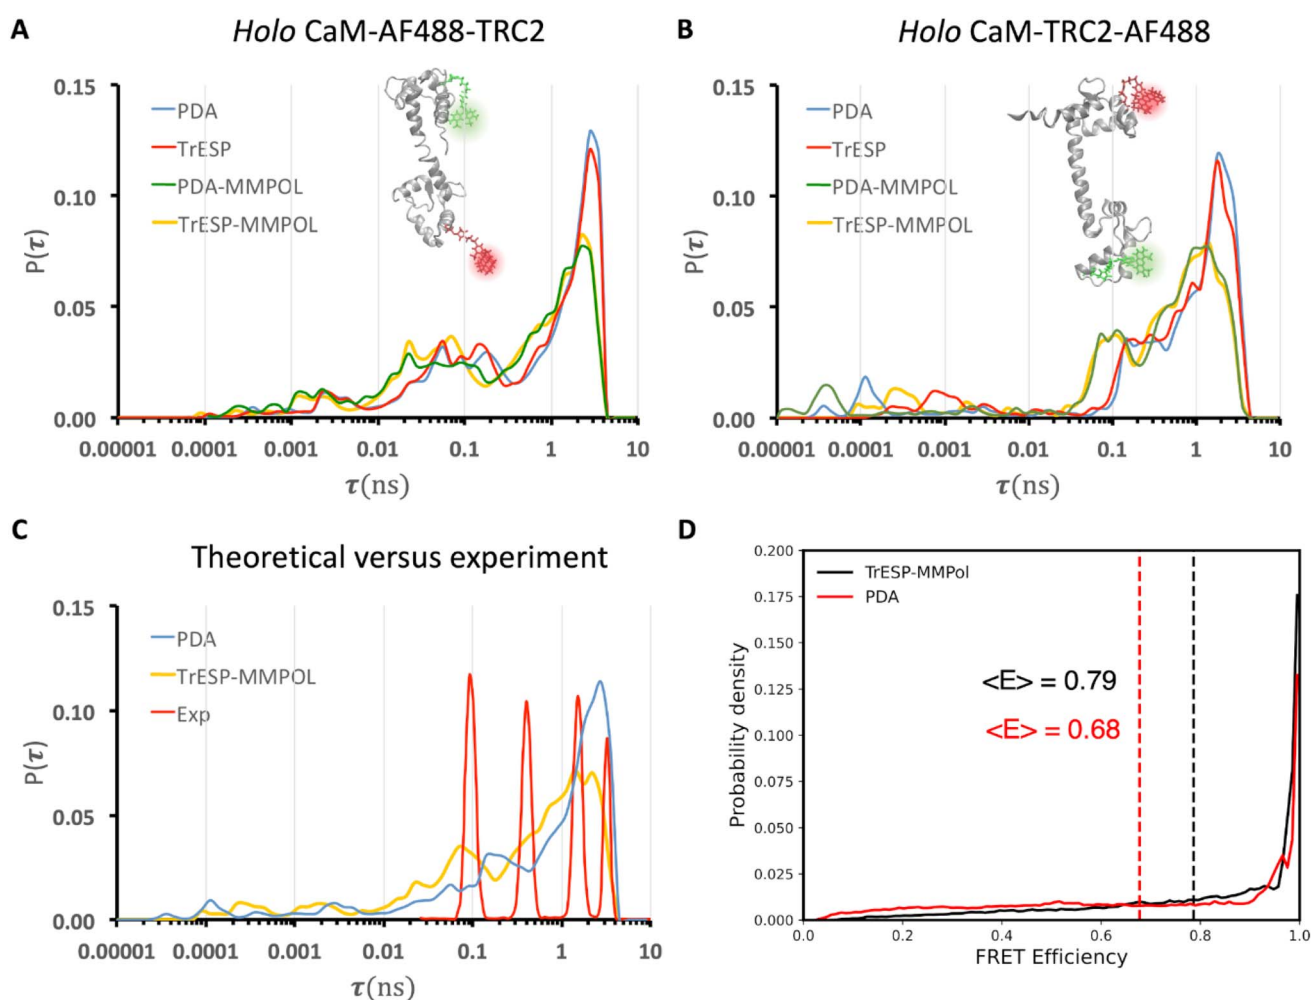 A
Holo CaM-AF488-TRC2
0.15
0.10
0.05
0.00
P(τ)
PDA
TrESP
PDA-MMPOL
TrESP-MMPOL
0.00001 0.0001 0.001 0.01 0.1 1 10
τ(ns)
B
Holo CaM-TRC2-AF488
0.15
0.10
0.05
0.00
P(τ)
PDA
TrESP
PDA-MMPOL
TrESP-MMPOL
0.00001 0.0001 0.001 0.01 0.1 1 10
τ(ns)
C
Theoretical versus experiment
0.15
0.10
0.05
0.00
P(τ)
PDA
TrESP-MMPOL
Exp
0.00001 0.0001 0.001 0.01 0.1 1 10
τ(ns)
D
0.200
0.175
0.150
0.125
0.100
0.075
0.050
0.025
0.000
Probability density
TrESP-MMPol
PDA
<E> = 0.79
<E> = 0.68
0.0 0.2 0.4 0.6 0.8 1.0
FRET Efficiency